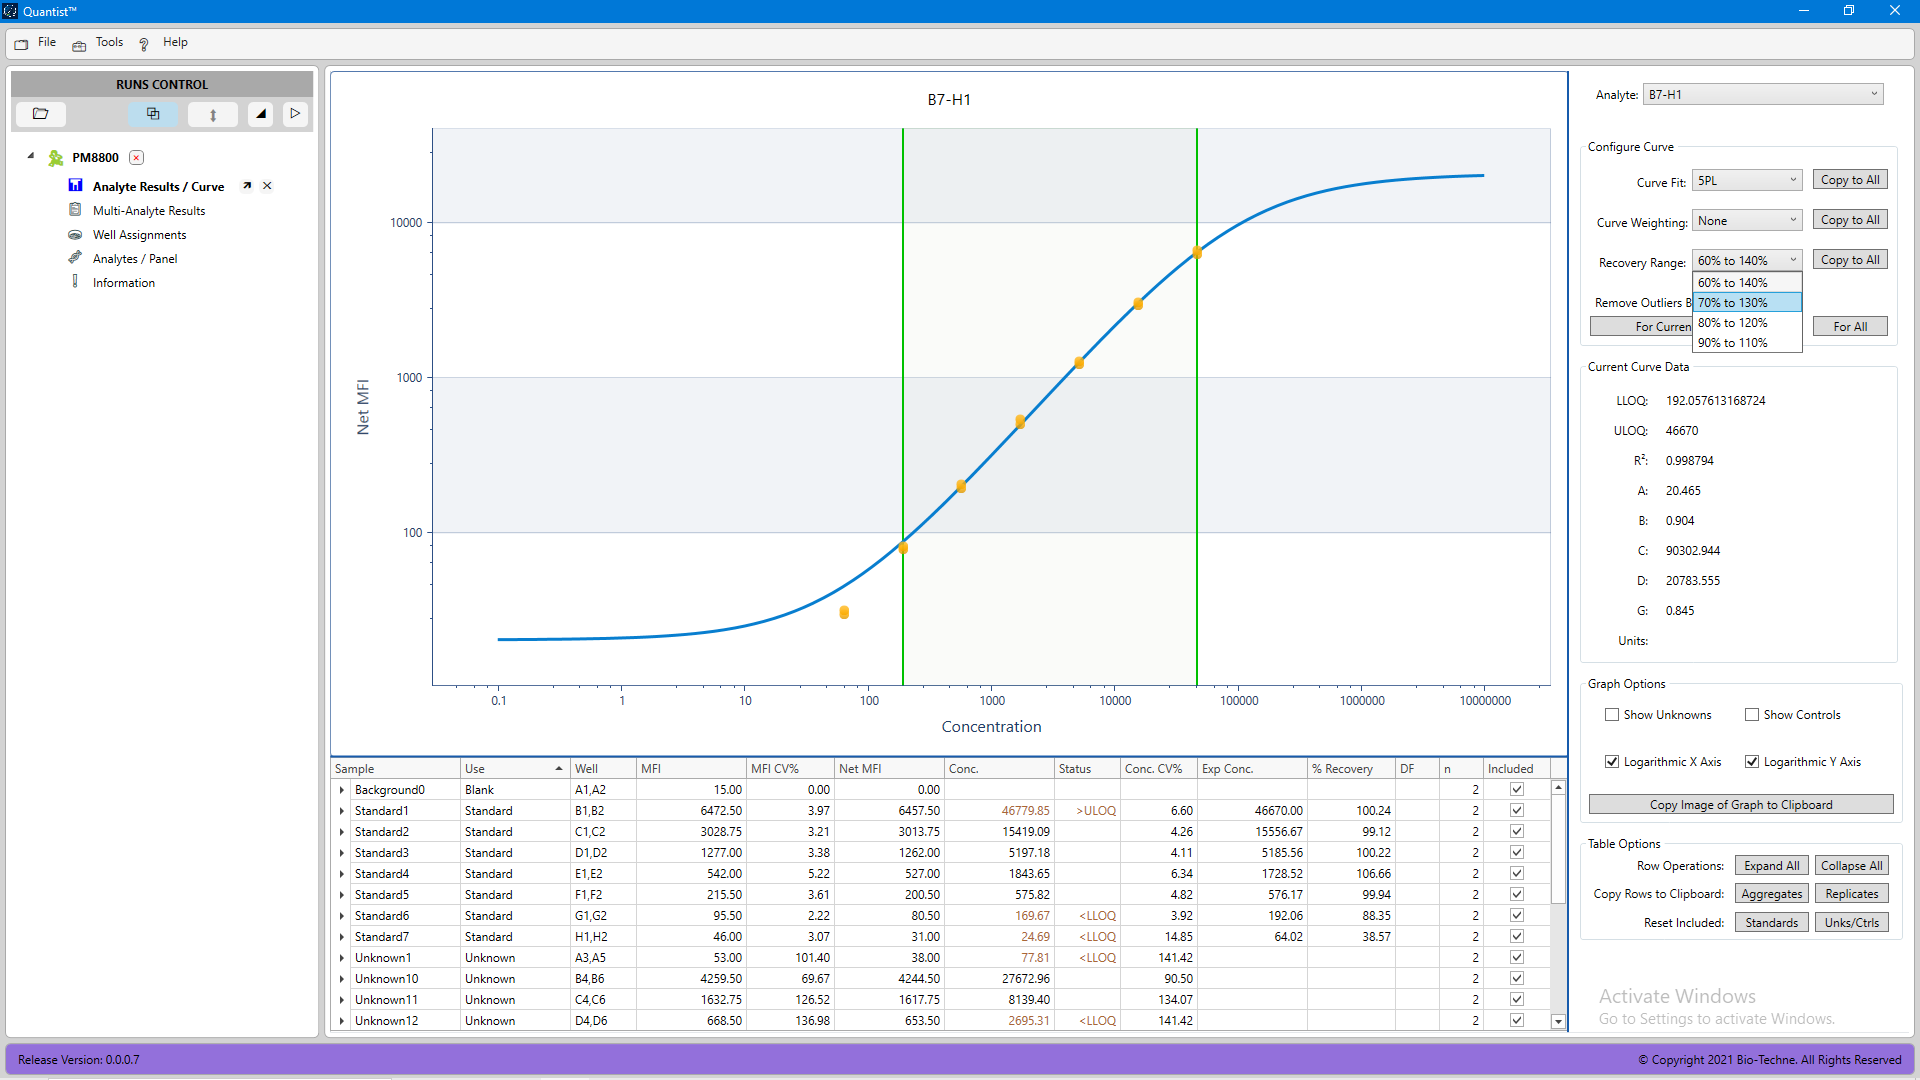 Quantist™
File Tools ? Help
RUNS CONTROL
PM8800
Analyte Results / Curve
Multi-Analyte Results
Well Assignments
Analytes / Panel
Information
B7-H1
10000
1000
100
Net MFI
0.1 1 10 100 1000 10000 100000 1000000 10000000
Concentration
Sample Use Well MFI MFI CV% Net MFI Conc. Status Conc. CV% Exp Conc. % Recovery DF n Included
Background0 Blank A1,A2 15.00 0.00 0.00 2
Standard1 Standard B1,B2 6472.50 3.97 6457.50 46779.85 >ULOQ 6.60 46670.00 100.24 2
Standard2 Standard C1,C2 3028.75 3.21 3013.75 15419.09 4.26 15556.67 99.12 2
Standard3 Standard D1,D2 1277.00 3.38 1262.00 5197.18 4.11 5185.56 100.22 2
Standard4 Standard E1,E2 542.00 5.22 527.00 1843.65 6.34 1728.52 106.66 2
Standard5 Standard F1,F2 215.50 3.61 200.50 575.82 4.82 576.17 99.94 2
Standard6 Standard G1,G2 95.50 2.22 80.50 169.67 <LLOQ 3.92 192.06 88.35 2
Standard7 Standard H1,H2 46.00 3.07 31.00 24.69 <LLOQ 14.85 64.02 38.57 2
Unknown1 Unknown A3,A5 53.00 101.40 38.00 77.81 <LLOQ 141.42 2
Unknown10 Unknown B4,B6 4259.50 69.67 4244.50 27672.96 90.50 2
Unknown11 Unknown C4,C6 1632.75 126.52 1617.75 8139.40 134.07 2
Unknown12 Unknown D4,D6 668.50 136.98 653.50 2695.31 <LLOQ 141.42 2
Analyte: B7-H1
Configure Curve
Curve Fit: 5PL Copy to All
Curve Weighting: None Copy to All
Recovery Range: 60% to 140% Copy to All
60% to 140%
70% to 130%
80% to 120%
90% to 110%
Remove Outliers B
For Curren For All
Current Curve Data
LLOQ: 192.057613168724
ULOQ: 46670
R²: 0.998794
A: 20.465
B: 0.904
C: 90302.944
D: 20783.555
G: 0.845
Units:
Graph Options
Show Unknowns Show Controls
Logarithmic X Axis Logarithmic Y Axis
Copy Image of Graph to Clipboard
Table Options
Row Operations: Expand All Collapse All
Copy Rows to Clipboard: Aggregates Replicates
Reset Included: Standards Unks/Ctrls
Activate Windows
Go to Settings to activate Windows.
Release Version: 0.0.0.7
© Copyright 2021 Bio-Techne. All Rights Reserved